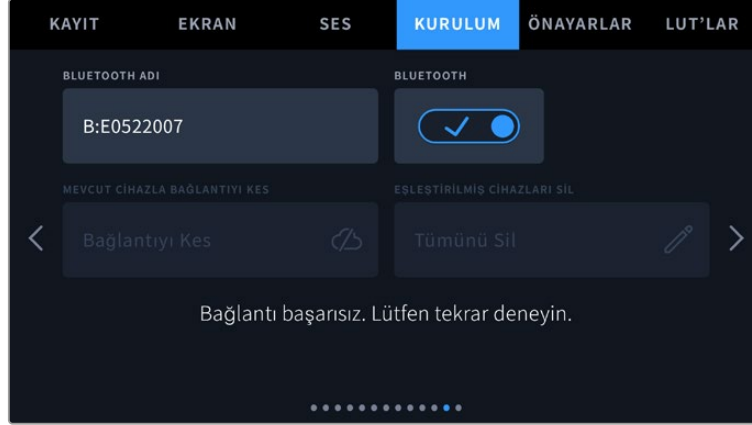 KAYIT EKRAN SES KURULUM ÖNAYARLAR LUT’LAR
BLUETOOTH ADI BLUETOOTH
B:E0522007
MEVCUT CİHAZLA BAĞLANTIYI KES EŞLEŞTİRİLMİŞ CİHAZLARI SİL
Bağlantıyı Kes Tümünü Sil
Bağlantı başarısız. Lütfen tekrar deneyin.